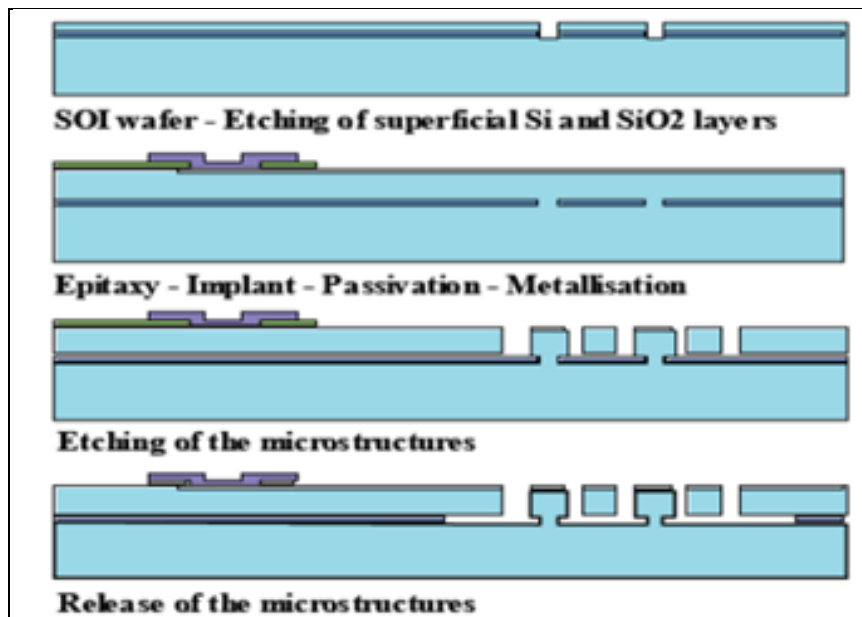 SOI wafer - Etching of superficial Si and SiO2 layers
Epitaxy - Implant - Passivation - Metallisation
Etching of the microstructures
Release of the microstructures